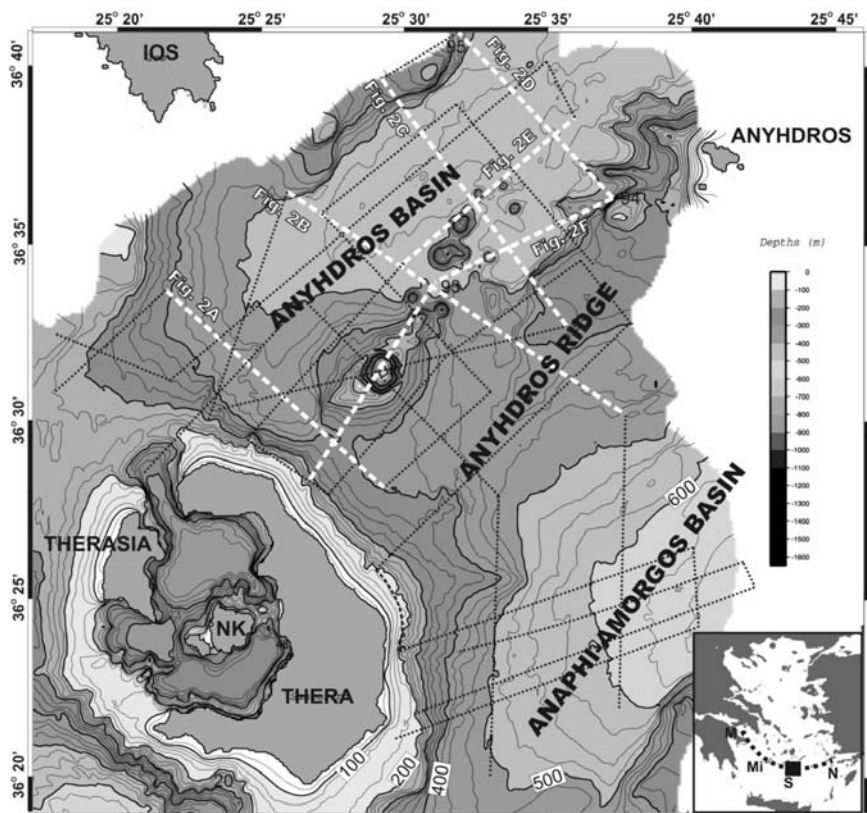 25° 20'
25° 25'
25° 30'
25° 35'
25° 40'
25° 45'
36° 40'
36° 35'
36° 30'
36° 25'
36° 20'
IOS
95
Fig. 2D
Fig. 2C
Fig. 2E
ANYHDROS
94
Fig. 2B
Fig. 2F
ANYHDROS BASIN
93
Fig. 2A
ANYHDROS RIDGE
Depths (m)
0
-100
-200
-300
-400
-500
-600
-700
-800
-900
-1000
-1100
-1200
-1300
-1400
-1500
-1600
600
ANAPHI-AMORGOS BASIN
THERASIA
NK
THERA
100
200
400
500
M
Mi
S
N